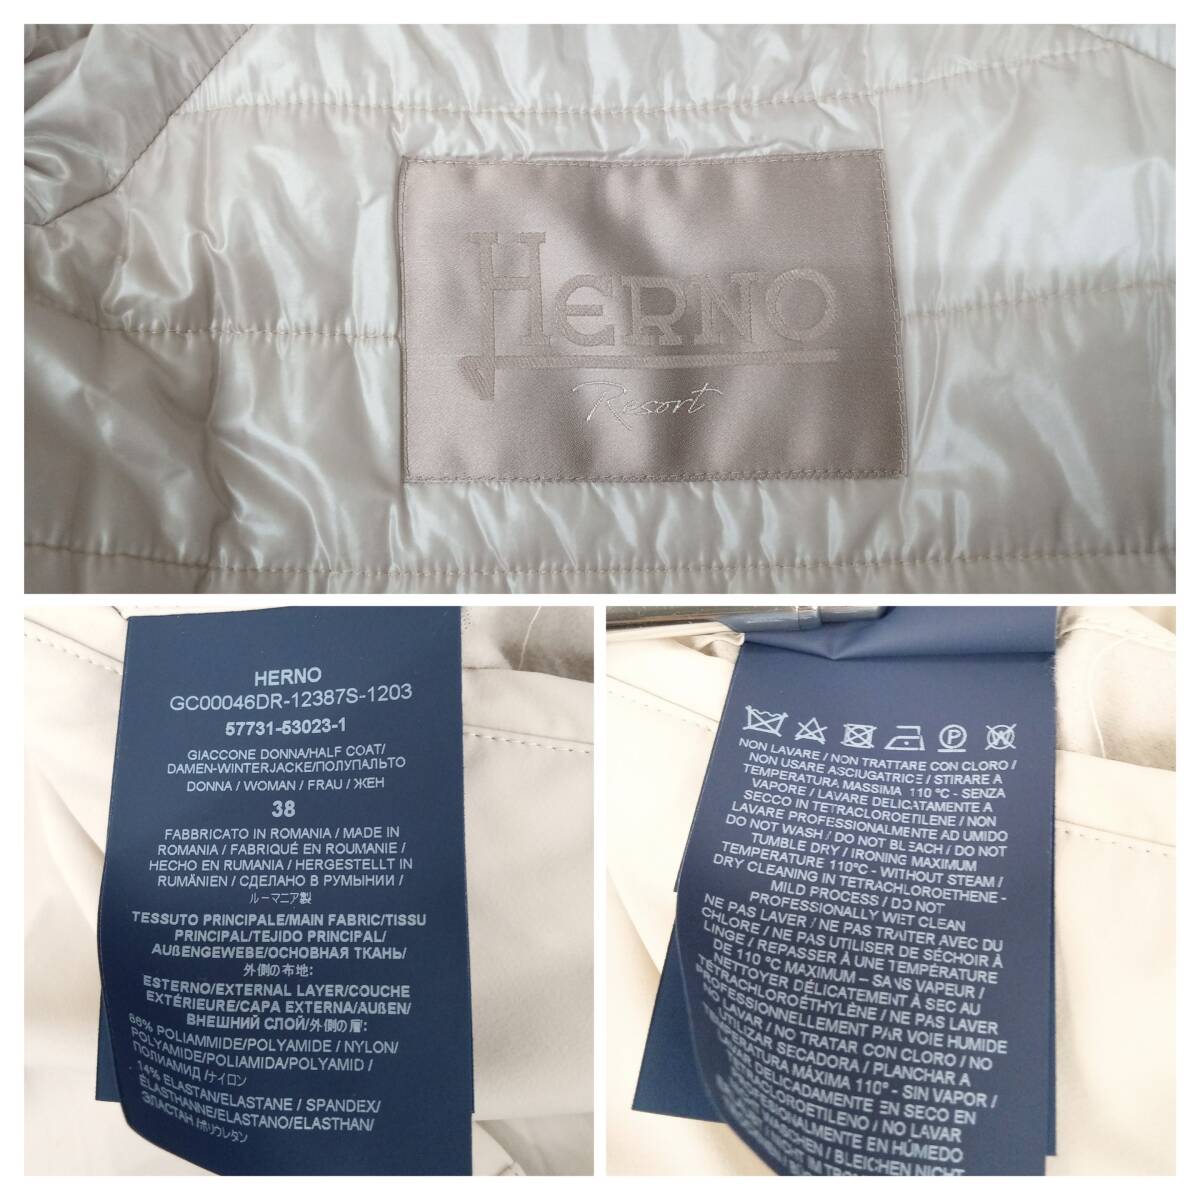 HERNO
Resort
HERNO
GC00046DR-12387S-1203
57731-53023-1
GIACCONE DONNA/HALF COAT/
DAMEN-WINTERJACKE/ПОЛУПАЛЬТО
DONNA / WOMAN / FRAU / ЖЕН
38
FABBRICATO IN ROMANIA / MADE IN
ROMANIA / FABRIQUÉ EN ROUMANIE /
HECHO EN RUMANIA / HERGESTELLT IN
RUMÄNIEN / СДЕЛАНО В РУМЫНИИ /
ルーマニア製
TESSUTO PRINCIPALE/MAIN FABRIC/TISSU
PRINCIPAL/TEJIDO PRINCIPAL/
AUßENGEWEBE/ОСНОВНАЯ ТКАНЬ/
外側の布地:
ESTERNO/EXTERNAL LAYER/COUCHE
EXTÉRIEURE/CAPA EXTERNA/AUßEN/
ВНЕШНИЙ СЛОЙ/外側の層:
86% POLIAMMIDE/POLYAMIDE / NYLON/
POLYAMIDE/POLIAMIDA/POLYAMID /
ПОЛИАМИД /ナイロン
14% ELASTAN/ELASTANE / SPANDEX/
ÉLASTHANNE/ELASTANO/ELASTHAN/
ЭЛАСТАН /ポリウレタン
NON LAVARE / NON TRATTARE CON CLORO /
NON USARE ASCIUGATRICE / STIRARE A
TEMPERATURA MASSIMA 110 °C - SENZA
VAPORE / LAVARE DELICATAMENTE A
SECCO IN TETRACLOROETILENE / NON
LAVARE PROFESSIONALMENTE AD UMIDO
DO NOT WASH / DO NOT BLEACH / DO NOT
TUMBLE DRY / IRONING MAXIMUM
TEMPERATURE 110°C - WITHOUT STEAM /
DRY CLEANING IN TETRACHLOROETHENE -
MILD PROCESS / DO NOT
PROFESSIONALLY WET CLEAN
NE PAS LAVER / NE PAS TRAITER AVEC DU
CHLORE / NE PAS UTILISER DE SÉCHOIR À
LINGE / REPASSER À UNE TEMPÉRATURE
DE 110 °C MAXIMUM – SANS VAPEUR /
NETTOYER DÉLICATEMENT À SEC AU
TÉTRACHLOROÉTHYLÈNE / NE PAS LAVER
PROFESSIONNELLEMENT PAR VOIE HUMIDE
NO LAVAR / NO TRATAR CON CLORO / NO
UTILIZAR SECADORA / PLANCHAR A
TEMPERATURA MÁXIMA 110° - SIN VAPOR /
LAVAR DELICADAMENTE EN SECO EN
TETRACLOROETILENO / NO LAVAR
PROFESIONALMENTE EN HÚMEDO
WASCHEN / BLEICHEN NICHT